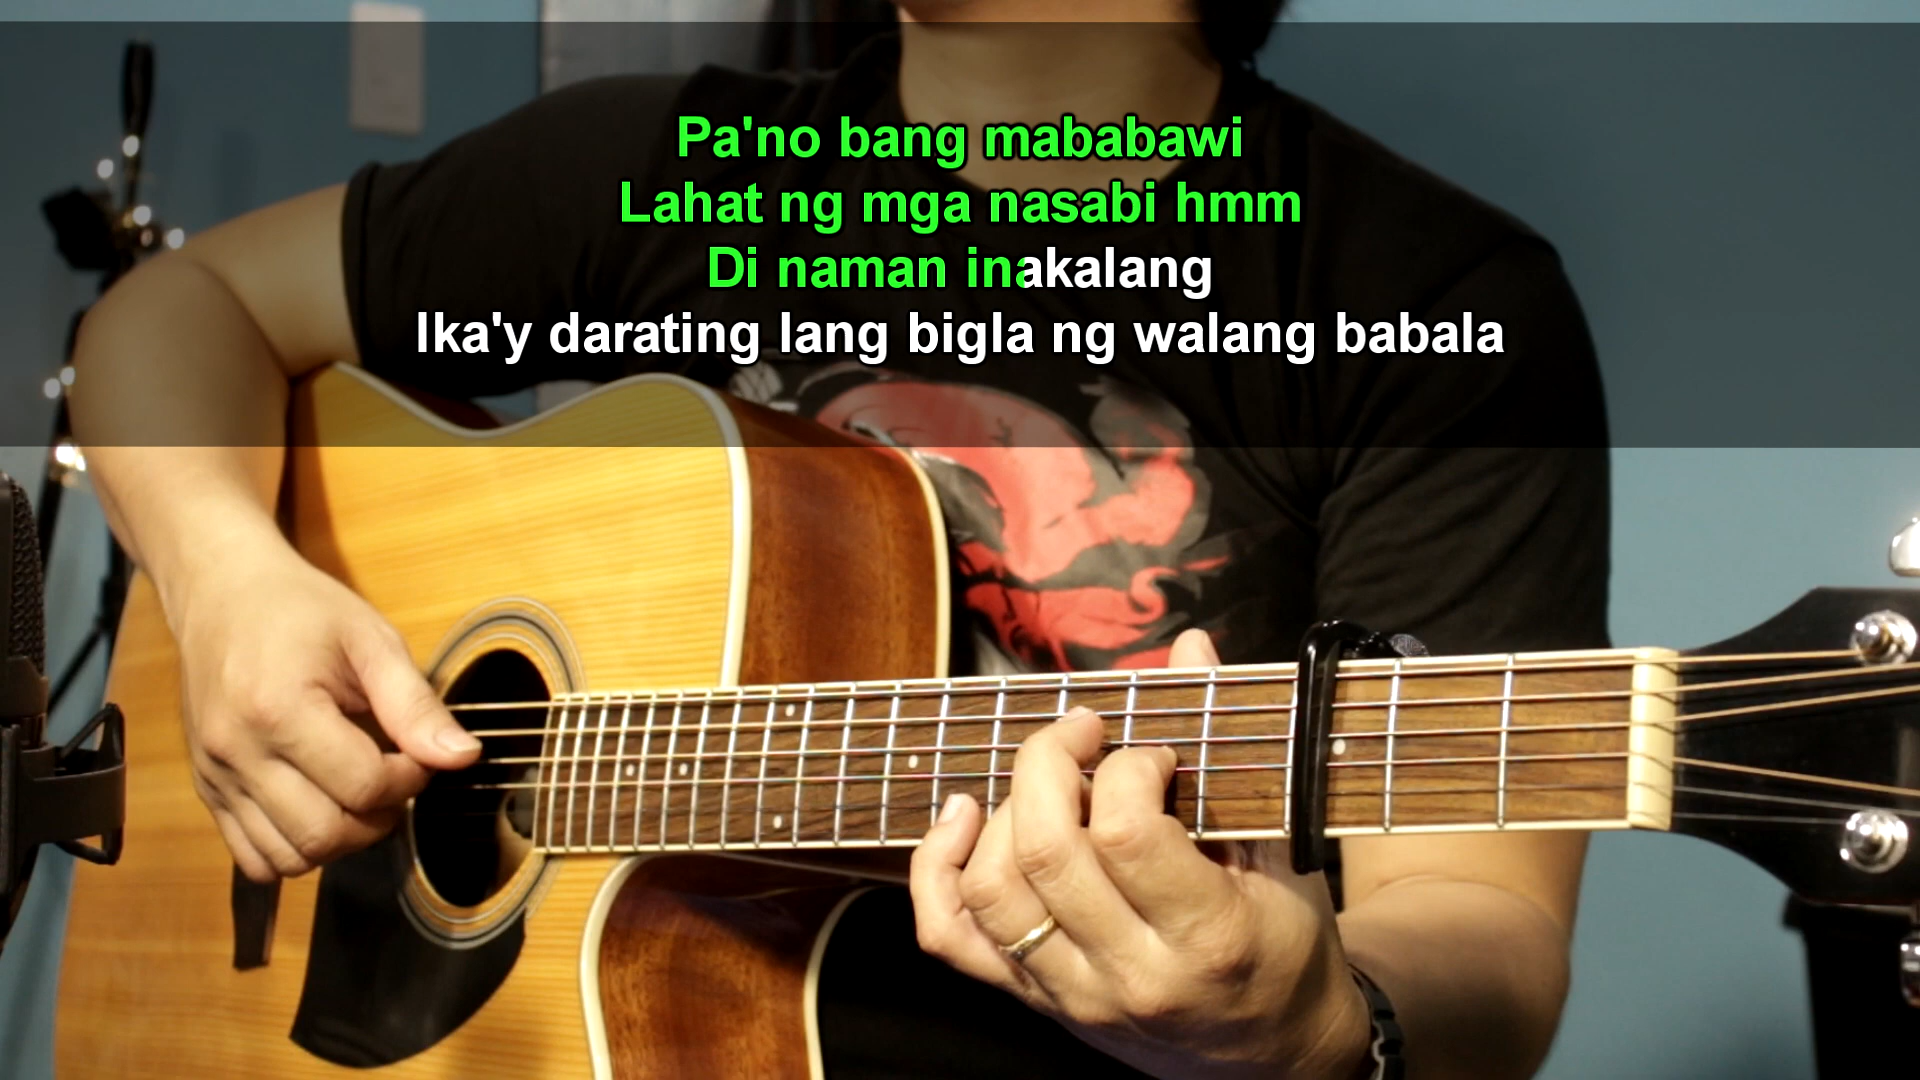 Pa'no bang mababawi
Lahat ng mga nasabi hmm
Di naman inakalang
Ika'y darating lang bigla ng walang babala